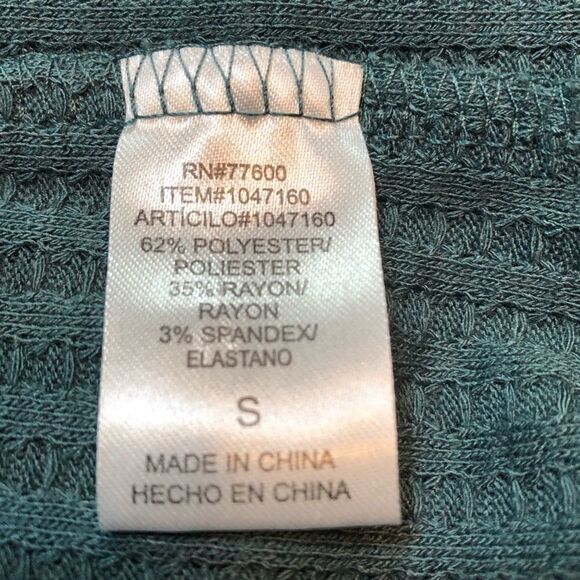 RN#77600
ITEM#1047160
ARTÍCILO#1047160
62% POLYESTER/
POLIESTER
35% RAYON/
RAYON
3% SPANDEX/
ELASTANO
S
MADE IN CHINA
HECHO EN CHINA